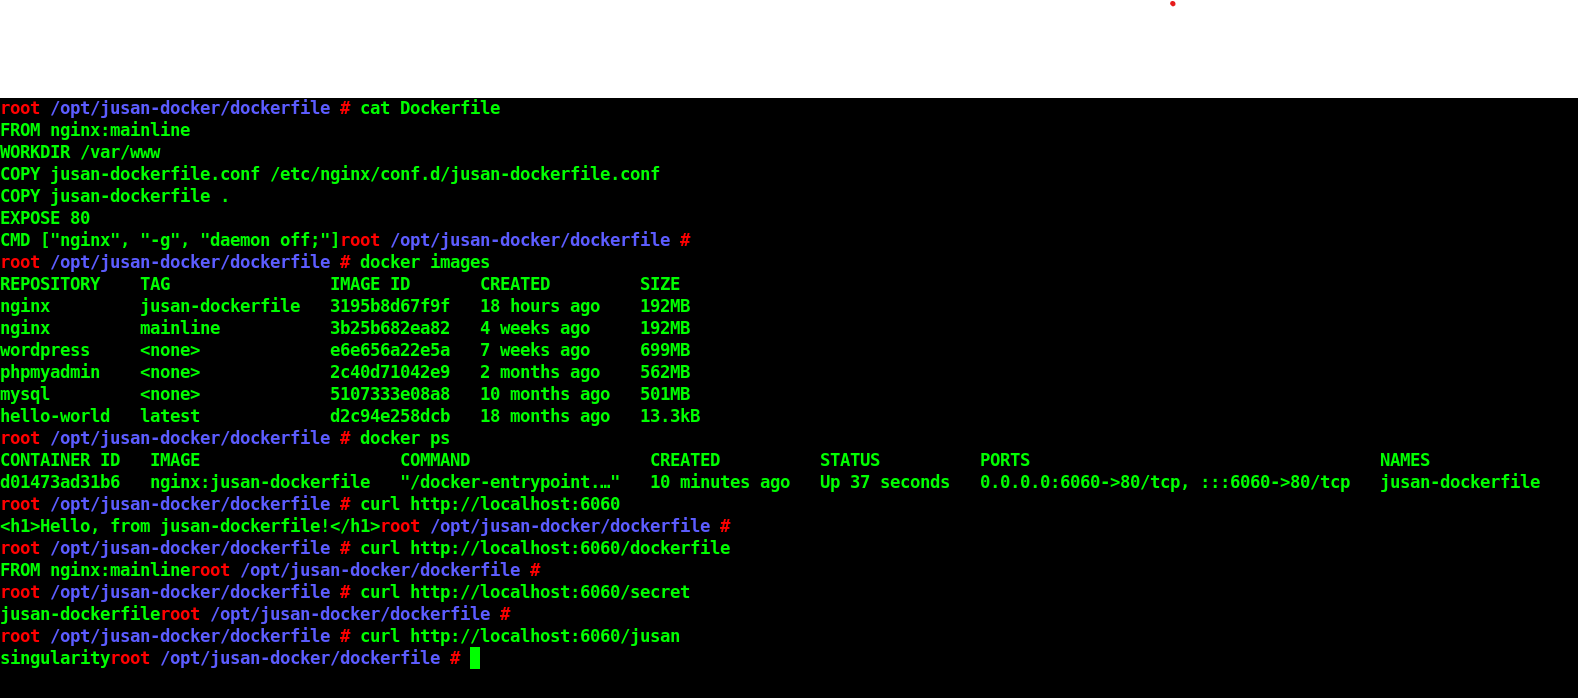 root /opt/jusan-docker/dockerfile # cat Dockerfile
FROM nginx:mainline
WORKDIR /var/www
COPY jusan-dockerfile.conf /etc/nginx/conf.d/jusan-dockerfile.conf
COPY jusan-dockerfile .
EXPOSE 80
CMD ["nginx", "-g", "daemon off;"]root /opt/jusan-docker/dockerfile #
root /opt/jusan-docker/dockerfile # docker images
REPOSITORY    TAG                IMAGE ID       CREATED         SIZE
nginx         jusan-dockerfile   3195b8d67f9f   18 hours ago    192MB
nginx         mainline           3b25b682ea82   4 weeks ago     192MB
wordpress     <none>             e6e656a22e5a   7 weeks ago     699MB
phpmyadmin    <none>             2c40d71042e9   2 months ago    562MB
mysql         <none>             5107333e08a8   10 months ago   501MB
hello-world   latest             d2c94e258dcb   18 months ago   13.3kB
root /opt/jusan-docker/dockerfile # docker ps
CONTAINER ID   IMAGE                    COMMAND                  CREATED          STATUS          PORTS                                   NAMES
d01473ad31b6   nginx:jusan-dockerfile   "/docker-entrypoint.…"   10 minutes ago   Up 37 seconds   0.0.0.0:6060->80/tcp, :::6060->80/tcp   jusan-dockerfile
root /opt/jusan-docker/dockerfile # curl http://localhost:6060
<h1>Hello, from jusan-dockerfile!</h1>root /opt/jusan-docker/dockerfile #
root /opt/jusan-docker/dockerfile # curl http://localhost:6060/dockerfile
FROM nginx:mainlineroot /opt/jusan-docker/dockerfile #
root /opt/jusan-docker/dockerfile # curl http://localhost:6060/secret
jusan-dockerfileroot /opt/jusan-docker/dockerfile #
root /opt/jusan-docker/dockerfile # curl http://localhost:6060/jusan
singularityroot /opt/jusan-docker/dockerfile #